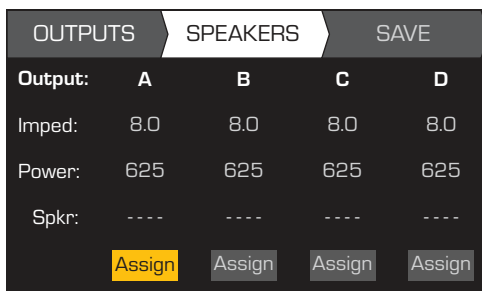 OUTPUTS SPEAKERS SAVE
Output: A B C D
Imped: 8.0 8.0 8.0 8.0
Power: 625 625 625 625
Spkr: ---- ---- ---- ----
Assign Assign Assign Assign